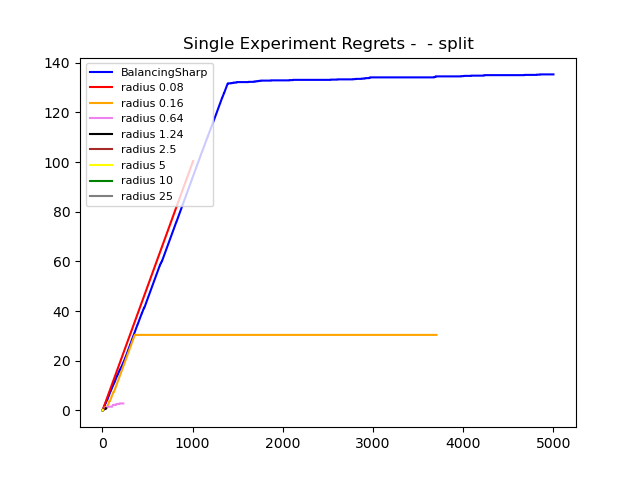 Single Experiment Regrets -  - split
140
120
100
80
60
40
20
0
BalancingSharp
radius 0.08
radius 0.16
radius 0.64
radius 1.24
radius 2.5
radius 5
radius 10
radius 25
0 1000 2000 3000 4000 5000